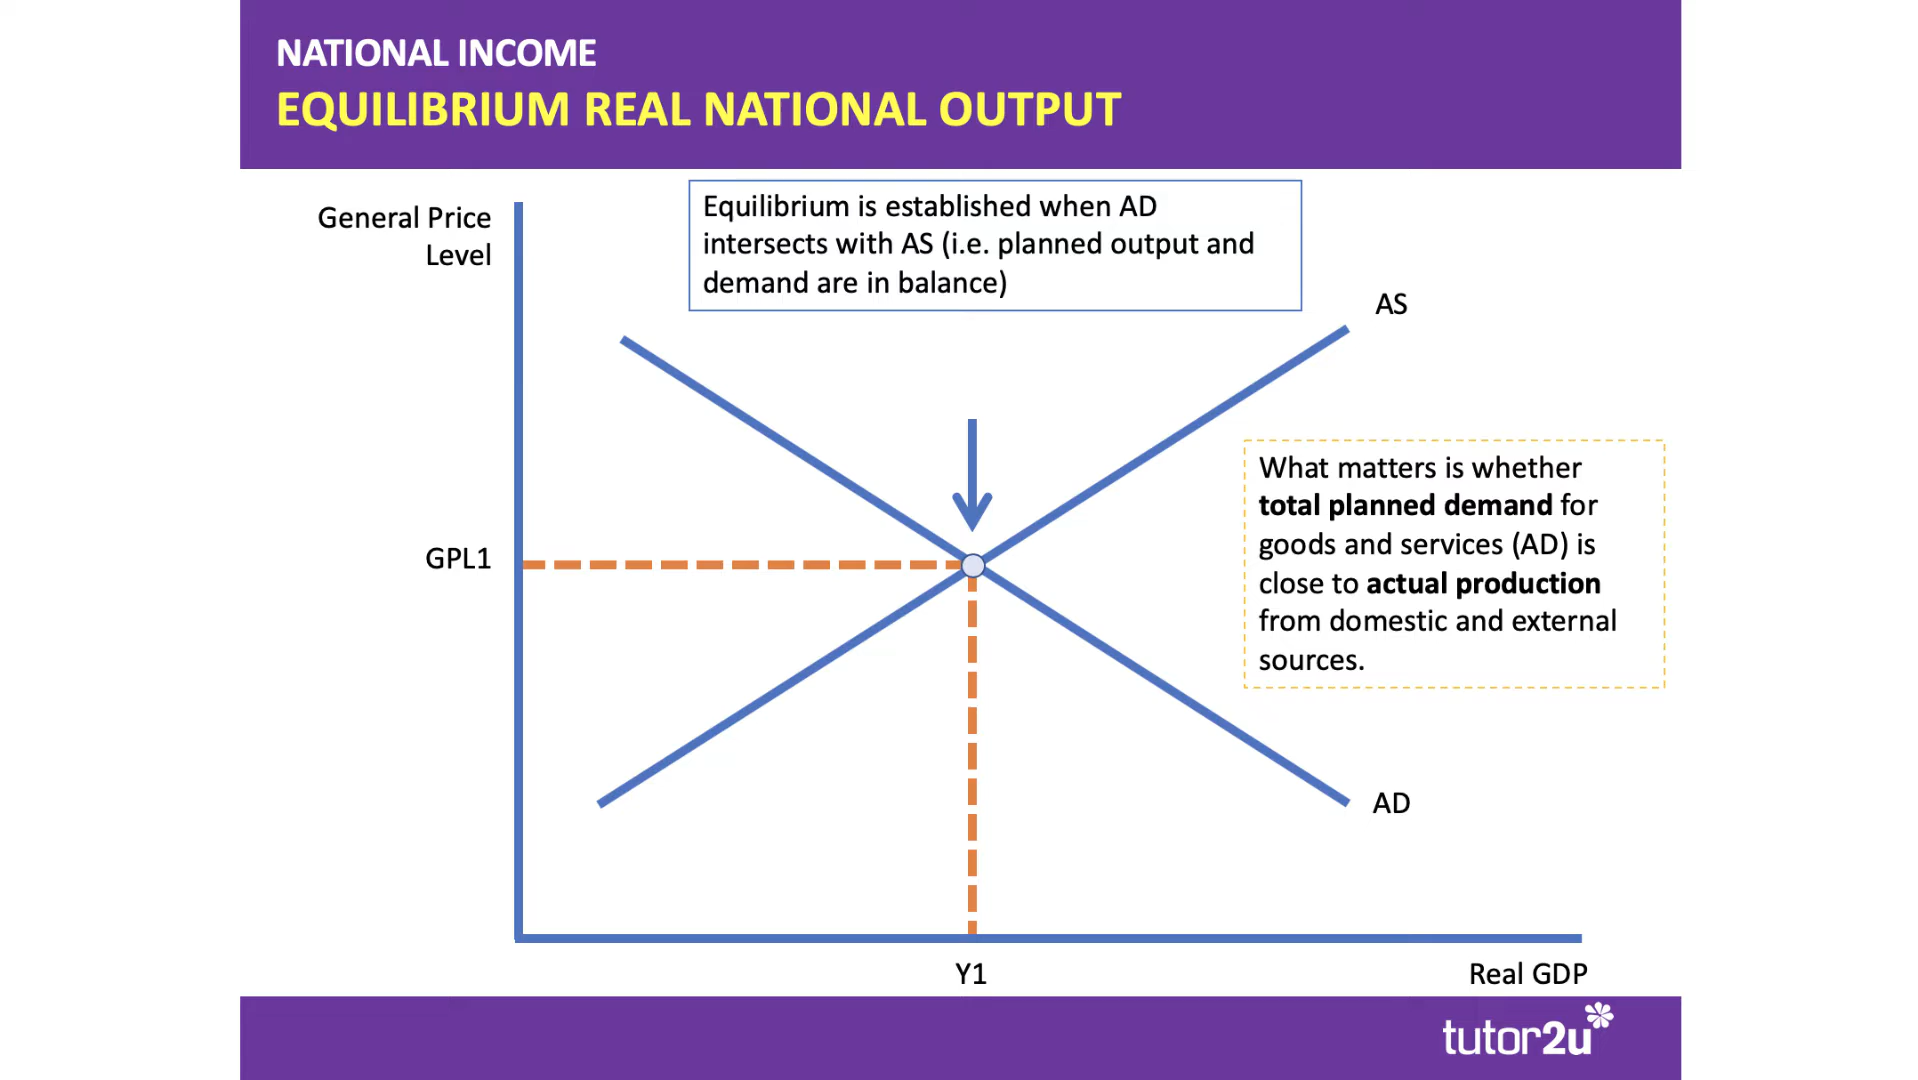 NATIONAL INCOME
EQUILIBRIUM REAL NATIONAL OUTPUT
General Price
Level
Equilibrium is established when AD
intersects with AS (i.e. planned output and
demand are in balance)
AS
What matters is whether
total planned demand for
goods and services (AD) is
close to actual production
from domestic and external
sources.
GPL1
AD
Y1
Real GDP
tutor2u